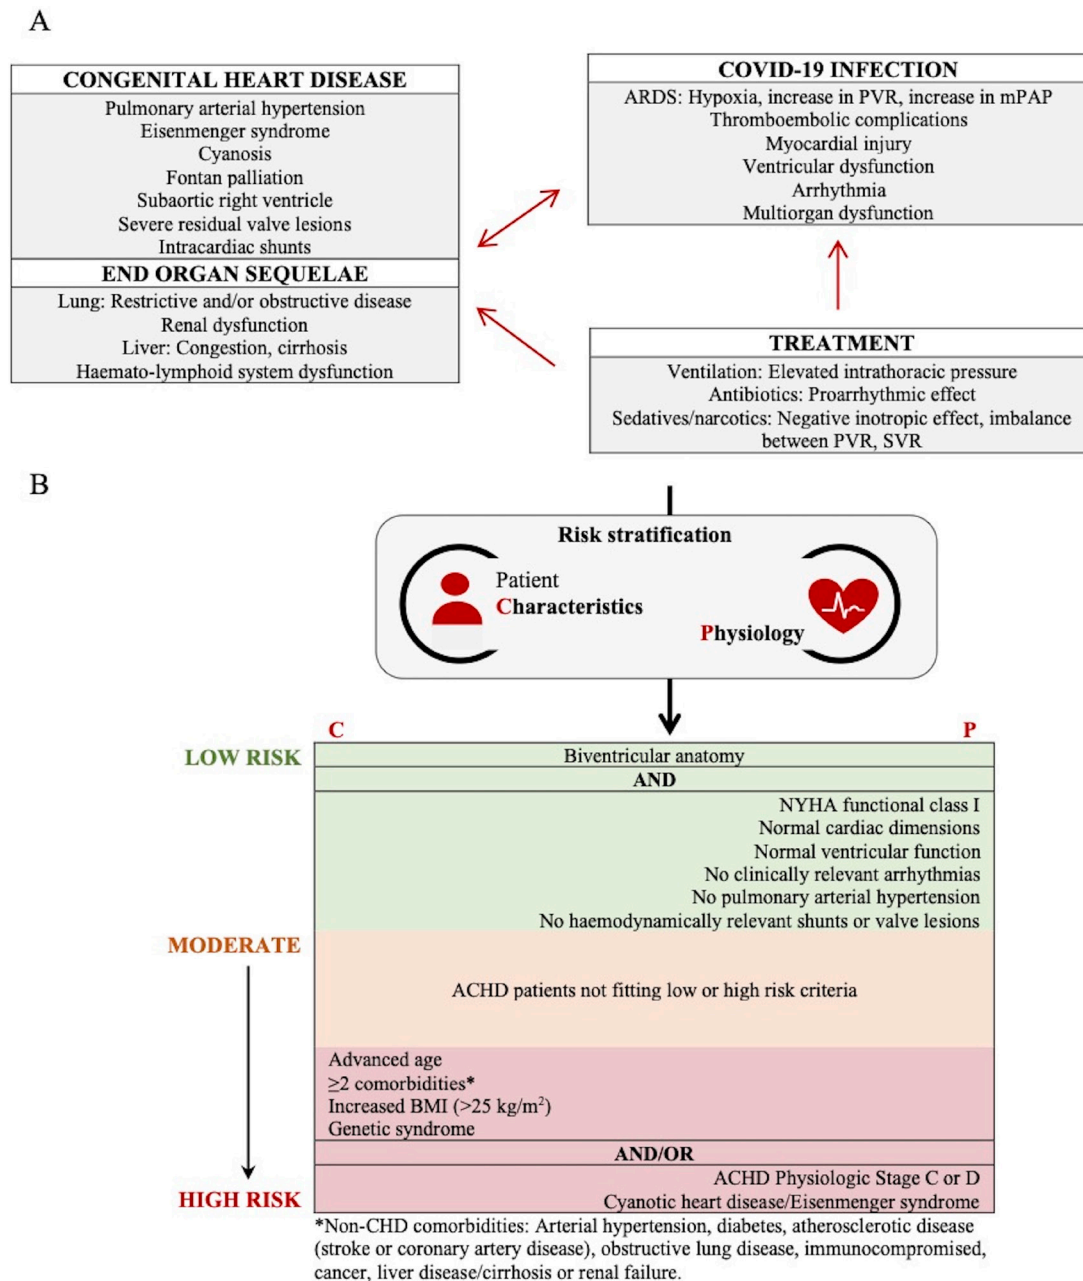 A
CONGENITAL HEART DISEASE
Pulmonary arterial hypertension
Eisenmenger syndrome
Cyanosis
Fontan palliation
Subaortic right ventricle
Severe residual valve lesions
Intracardiac shunts
END ORGAN SEQUELAE
Lung: Restrictive and/or obstructive disease
Renal dysfunction
Liver: Congestion, cirrhosis
Haemato-lymphoid system dysfunction
COVID-19 INFECTION
ARDS: Hypoxia, increase in PVR, increase in mPAP
Thromboembolic complications
Myocardial injury
Ventricular dysfunction
Arrhythmia
Multiorgan dysfunction
TREATMENT
Ventilation: Elevated intrathoracic pressure
Antibiotics: Proarrhythmic effect
Sedatives/narcotics: Negative inotropic effect, imbalance
between PVR, SVR
B
Risk stratification
Patient
Characteristics
Physiology
C
P
LOW RISK
Biventricular anatomy
AND
NYHA functional class I
Normal cardiac dimensions
Normal ventricular function
No clinically relevant arrhythmias
No pulmonary arterial hypertension
No haemodynamically relevant shunts or valve lesions
MODERATE
ACHD patients not fitting low or high risk criteria
Advanced age
≥2 comorbidities*
Increased BMI (>25 kg/m²)
Genetic syndrome
AND/OR
ACHD Physiologic Stage C or D
HIGH RISK
Cyanotic heart disease/Eisenmenger syndrome
*Non-CHD comorbidities: Arterial hypertension, diabetes, atherosclerotic disease
(stroke or coronary artery disease), obstructive lung disease, immunocompromised,
cancer, liver disease/cirrhosis or renal failure.